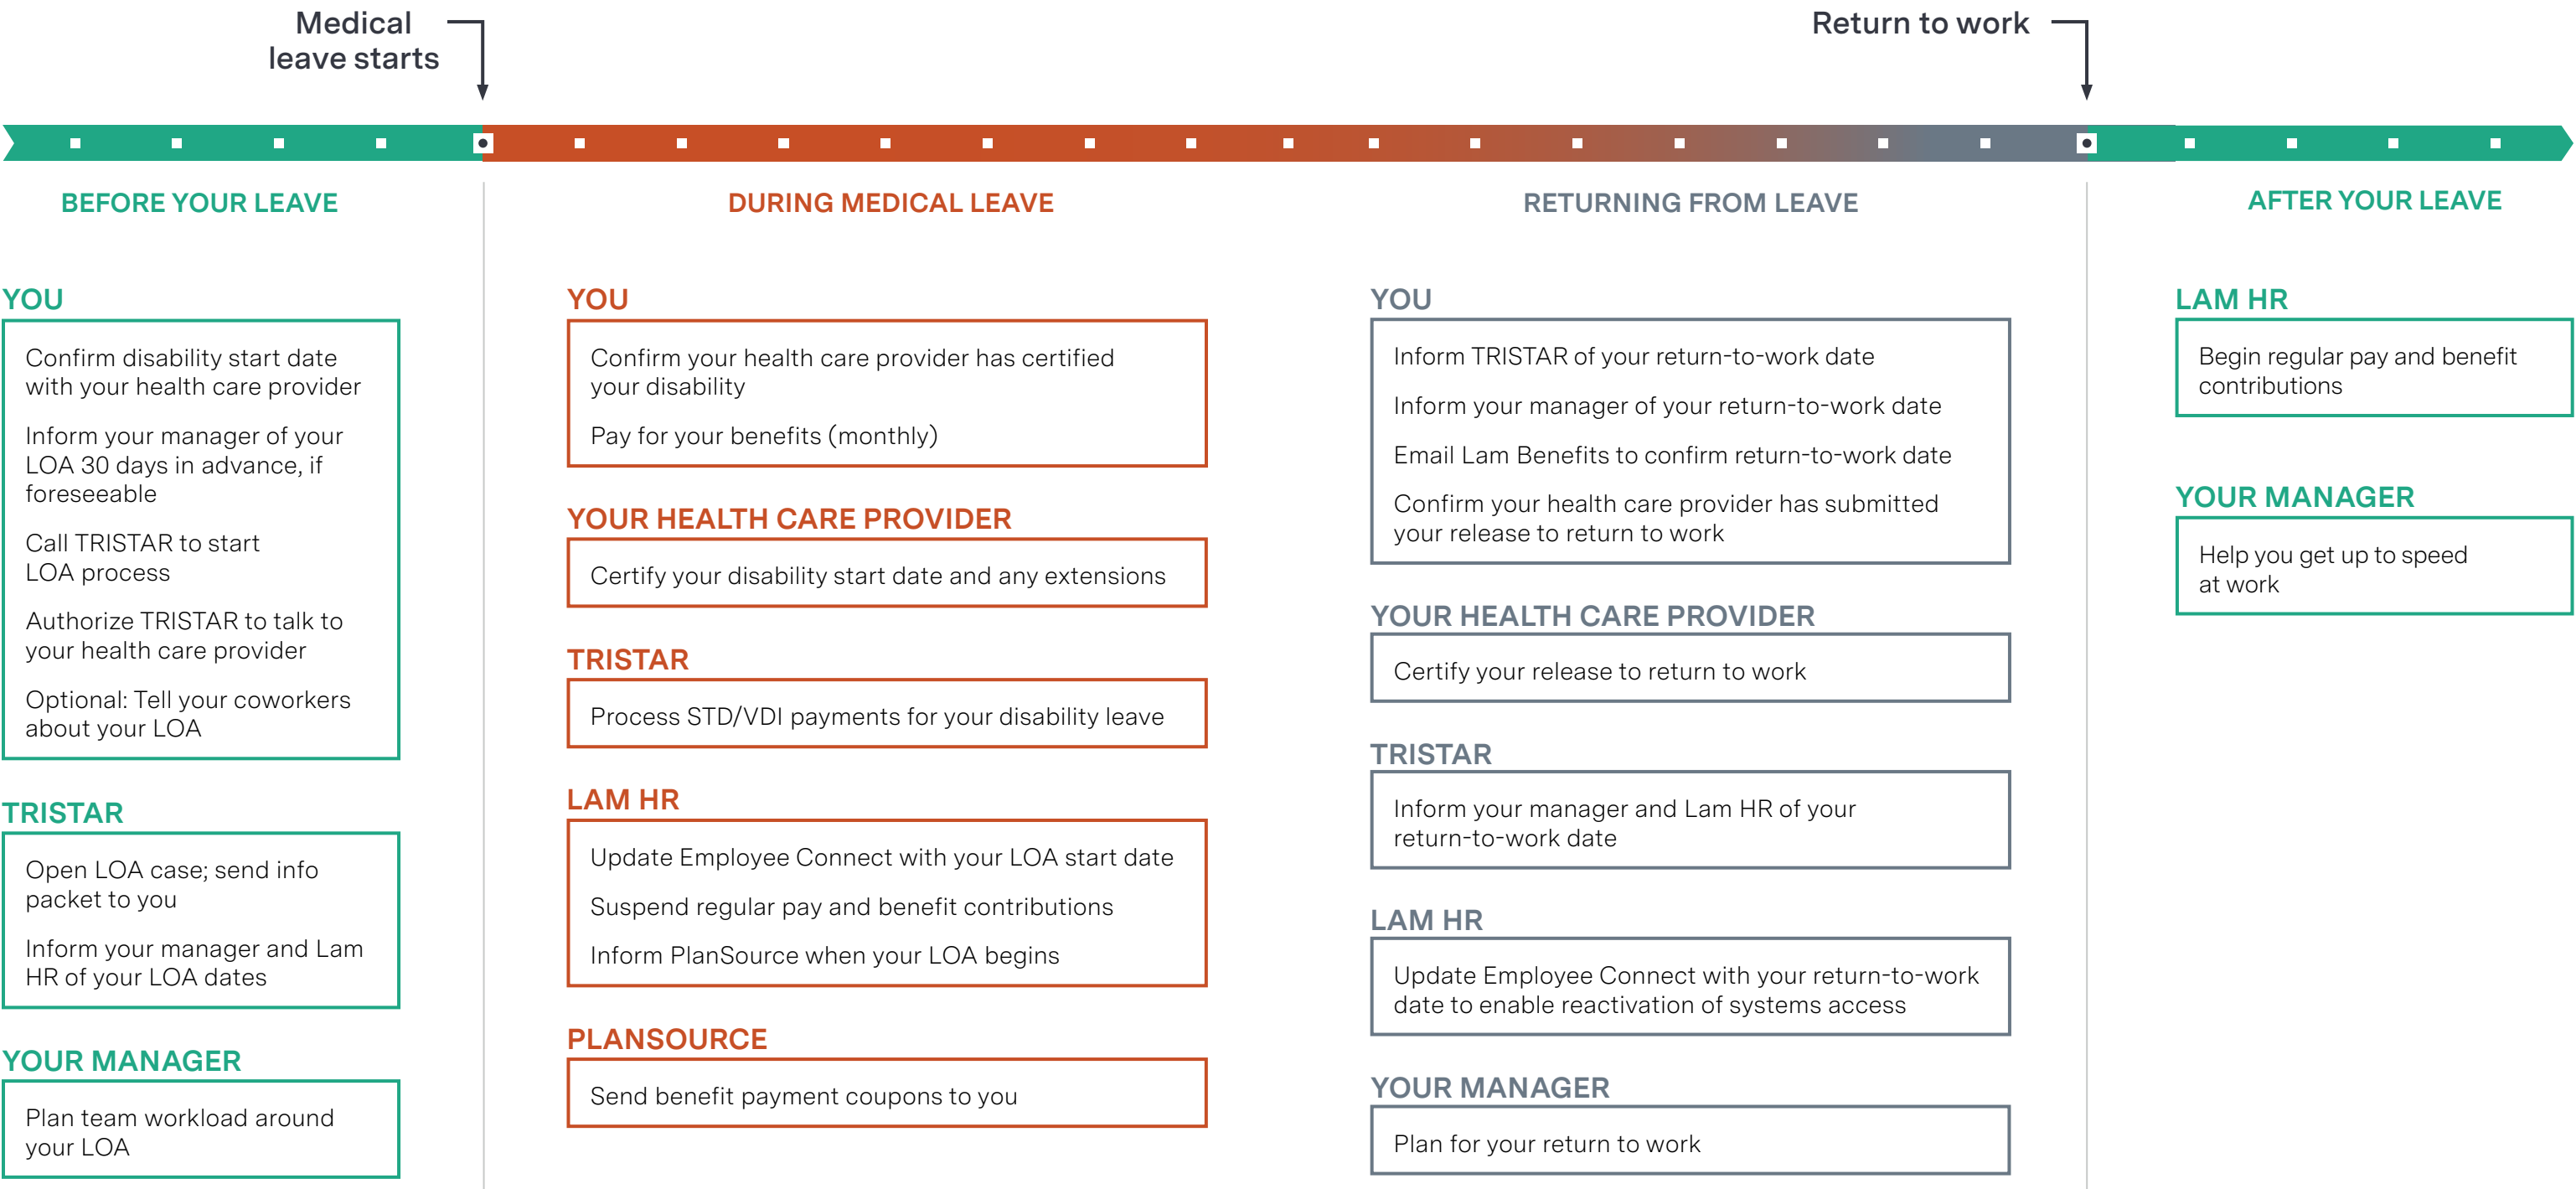 Medical
leave starts
Return to work
BEFORE YOUR LEAVE
YOU
Confirm disability start date
with your health care provider
Inform your manager of your
LOA 30 days in advance, if
foreseeable
Call TRISTAR to start
LOA process
Authorize TRISTAR to talk to
your health care provider
Optional: Tell your coworkers
about your LOA
TRISTAR
Open LOA case; send info
packet to you
Inform your manager and Lam
HR of your LOA dates
YOUR MANAGER
Plan team workload around
your LOA
DURING MEDICAL LEAVE
YOU
Confirm your health care provider has certified
your disability
Pay for your benefits (monthly)
YOUR HEALTH CARE PROVIDER
Certify your disability start date and any extensions
TRISTAR
Process STD/VDI payments for your disability leave
LAM HR
Update Employee Connect with your LOA start date
Suspend regular pay and benefit contributions
Inform PlanSource when your LOA begins
PLANSOURCE
Send benefit payment coupons to you
RETURNING FROM LEAVE
YOU
Inform TRISTAR of your return-to-work date
Inform your manager of your return-to-work date
Email Lam Benefits to confirm return-to-work date
Confirm your health care provider has submitted
your release to return to work
YOUR HEALTH CARE PROVIDER
Certify your release to return to work
TRISTAR
Inform your manager and Lam HR of your
return-to-work date
LAM HR
Update Employee Connect with your return-to-work
date to enable reactivation of systems access
YOUR MANAGER
Plan for your return to work
AFTER YOUR LEAVE
LAM HR
Begin regular pay and benefit
contributions
YOUR MANAGER
Help you get up to speed
at work